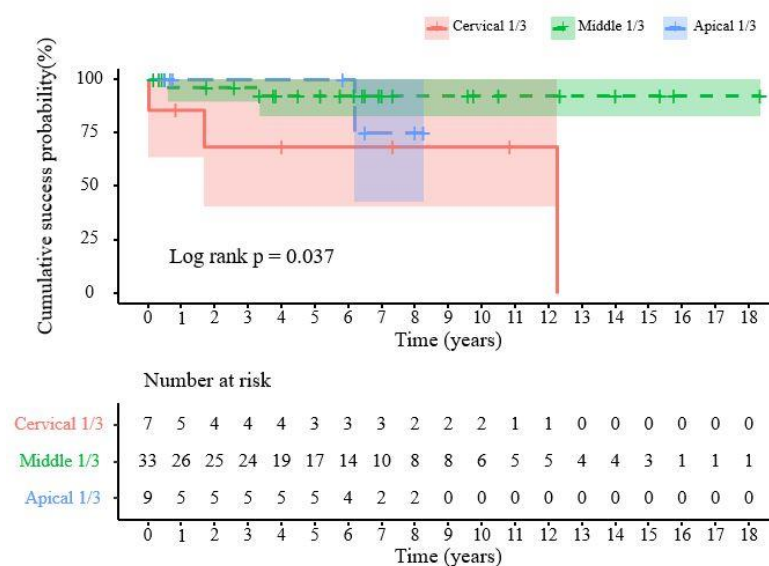 Cervical 1/3 Middle 1/3 Apical 1/3
Cumulative success probability(%)
100
75
50
25
0
Log rank p = 0.037
0 1 2 3 4 5 6 7 8 9 10 11 12 13 14 15 16 17 18
Time (years)
Number at risk
Cervical 1/3 7 5 4 4 4 3 3 3 2 2 2 1 1 0 0 0 0 0 0
Middle 1/3 33 26 25 24 19 17 14 10 8 8 6 5 5 4 4 3 1 1 1
Apical 1/3 9 5 5 5 5 5 4 2 2 0 0 0 0 0 0 0 0 0 0
0 1 2 3 4 5 6 7 8 9 10 11 12 13 14 15 16 17 18
Time (years)